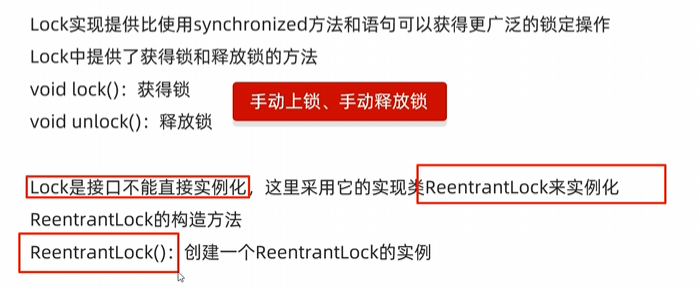 Lock实现提供比使用synchronized方法和语句可以获得更广泛的锁定操作
Lock中提供了获得锁和释放锁的方法
void lock()：获得锁
手动上锁、手动释放锁
void unlock()：释放锁
Lock是接口不能直接实例化，这里采用它的实现类ReentrantLock来实例化
ReentrantLock的构造方法
ReentrantLock()：创建一个ReentrantLock的实例